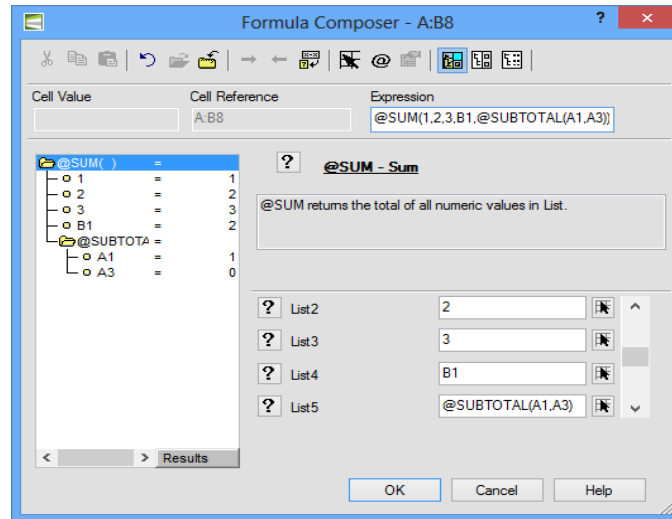 Formula Composer - A:B8
Cell Value Cell Reference Expression
A:B8 @SUM(1,2,3,B1,@SUBTOTAL(A1,A3))
@SUM( ) =
1 = 1
2 = 2
3 = 3
B1 = 2
@SUBTOTA =
A1 = 1
A3 = 0
Results
? @SUM - Sum
@SUM returns the total of all numeric values in List.
? List2 2
? List3 3
? List4 B1
? List5 @SUBTOTAL(A1,A3)
OK Cancel Help